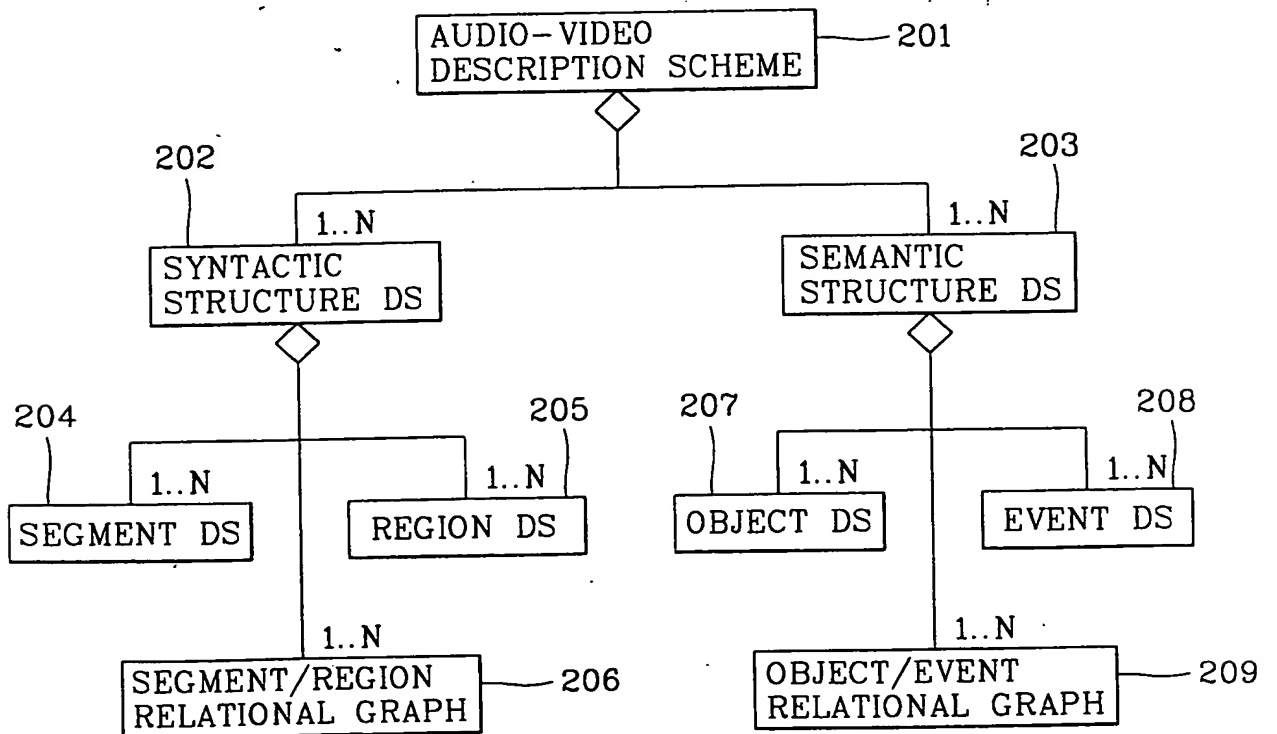 AUDIO-VIDEO
DESCRIPTION SCHEME
201
202
203
1..N
1..N
SYNTACTIC
STRUCTURE DS
SEMANTIC
STRUCTURE DS
204
205
207
208
1..N
1..N
1..N
1..N
SEGMENT DS
REGION DS
OBJECT DS
EVENT DS
1..N
1..N
SEGMENT/REGION
RELATIONAL GRAPH
206
OBJECT/EVENT
RELATIONAL GRAPH
209